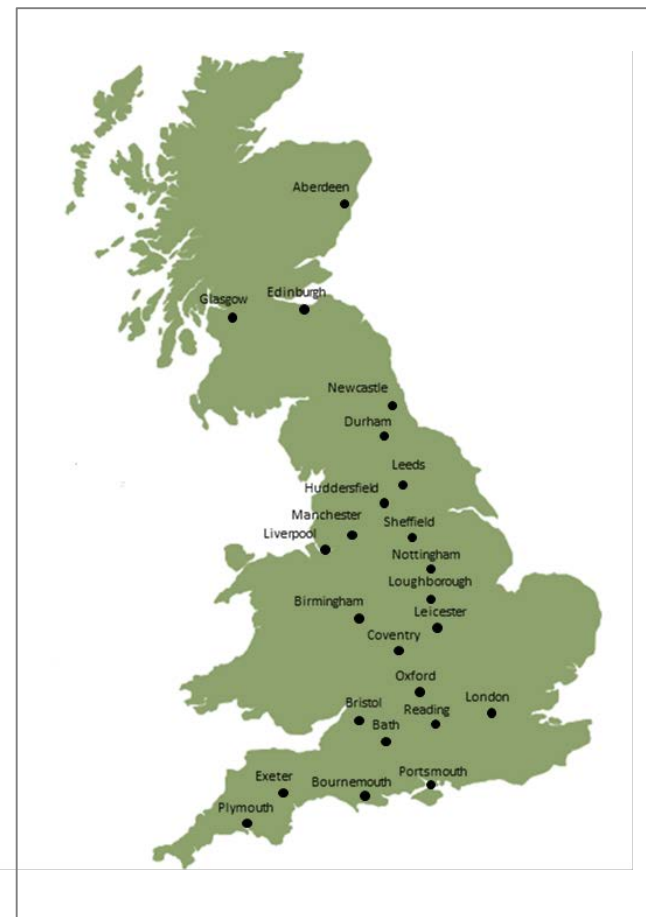 Aberdeen
Edinburgh
Glasgow
Newcastle
Durham
Leeds
Huddersfield
Manchester
Sheffield
Liverpool
Nottingham
Loughborough
Birmingham
Leicester
Coventry
Oxford
London
Bristol
Reading
Bath
Portsmouth
Exeter
Bournemouth
Plymouth